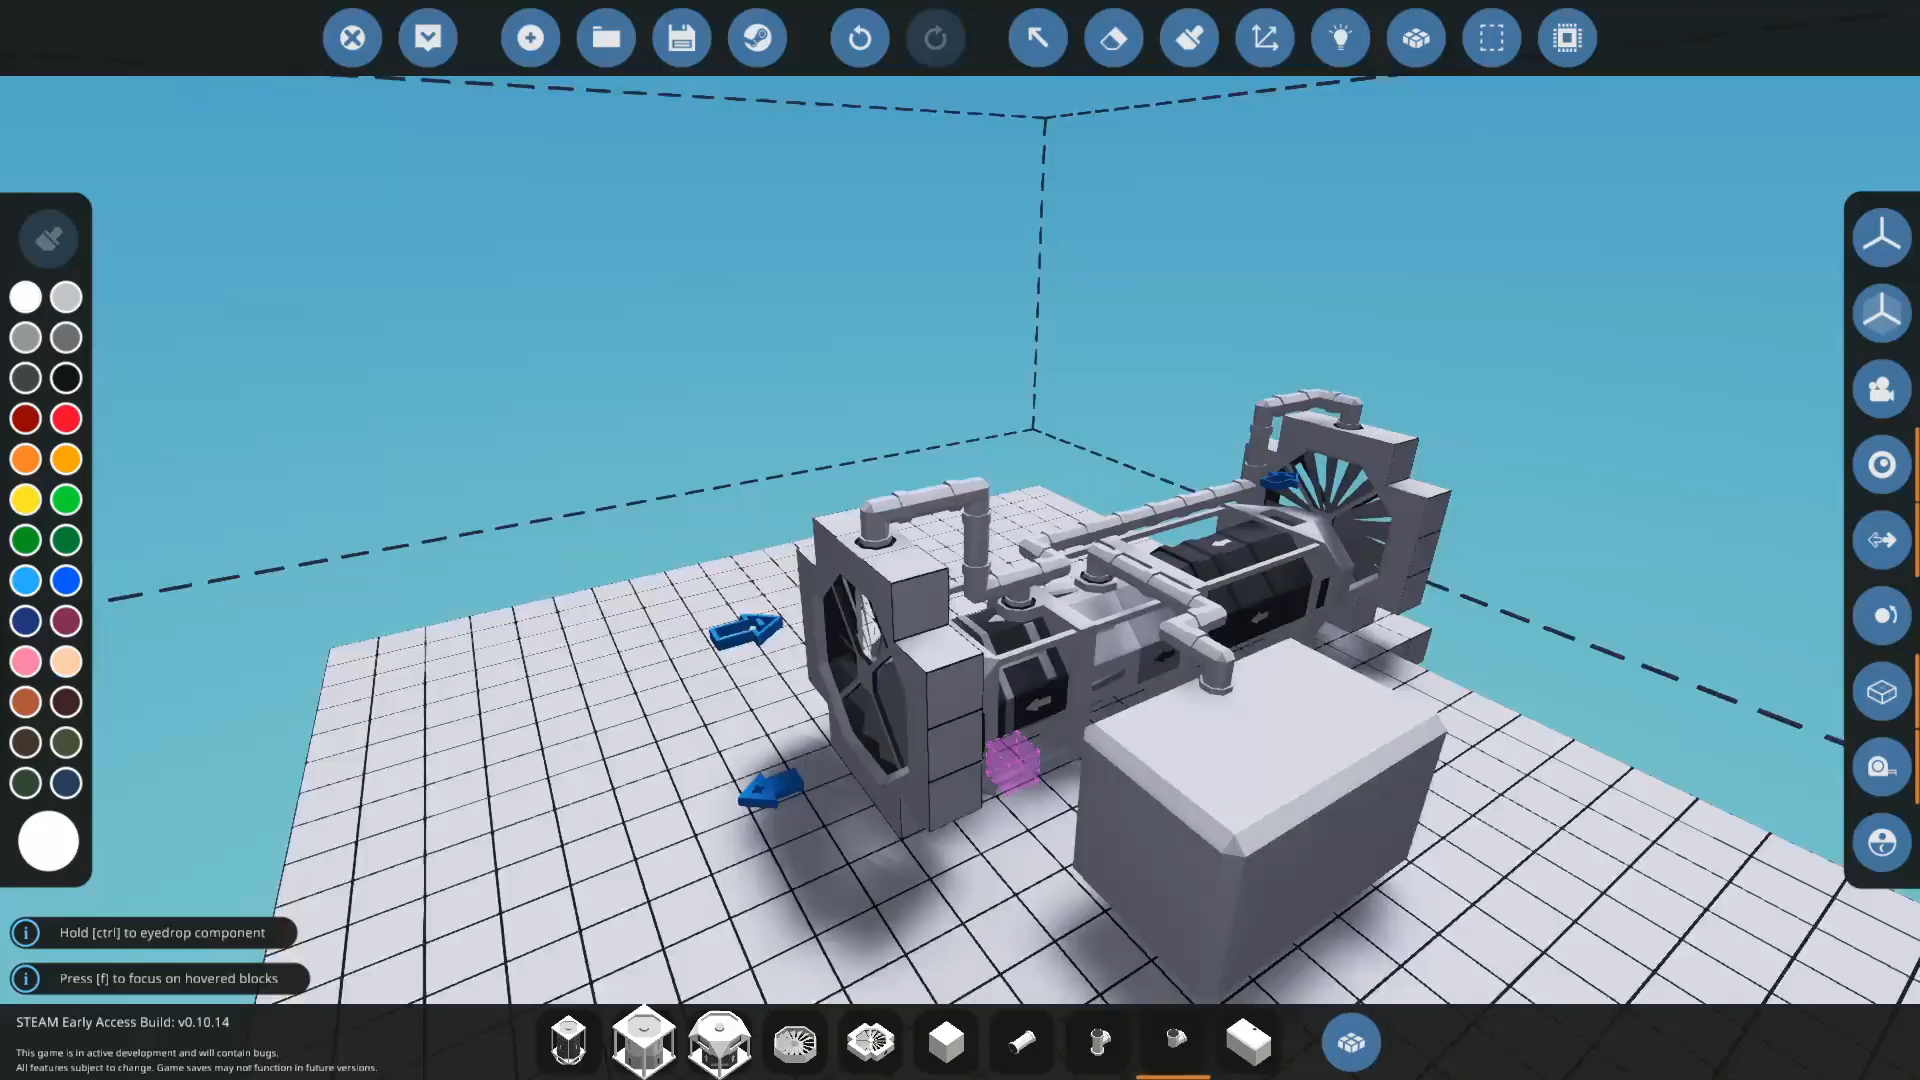 Hold [ctrl] to eyedrop component
Press [f] to focus on hovered blocks
STEAM Early Access Build: v0.10.14
This game is in active development and will contain bugs.
All features subject to change. Game saves may not function in future versions.